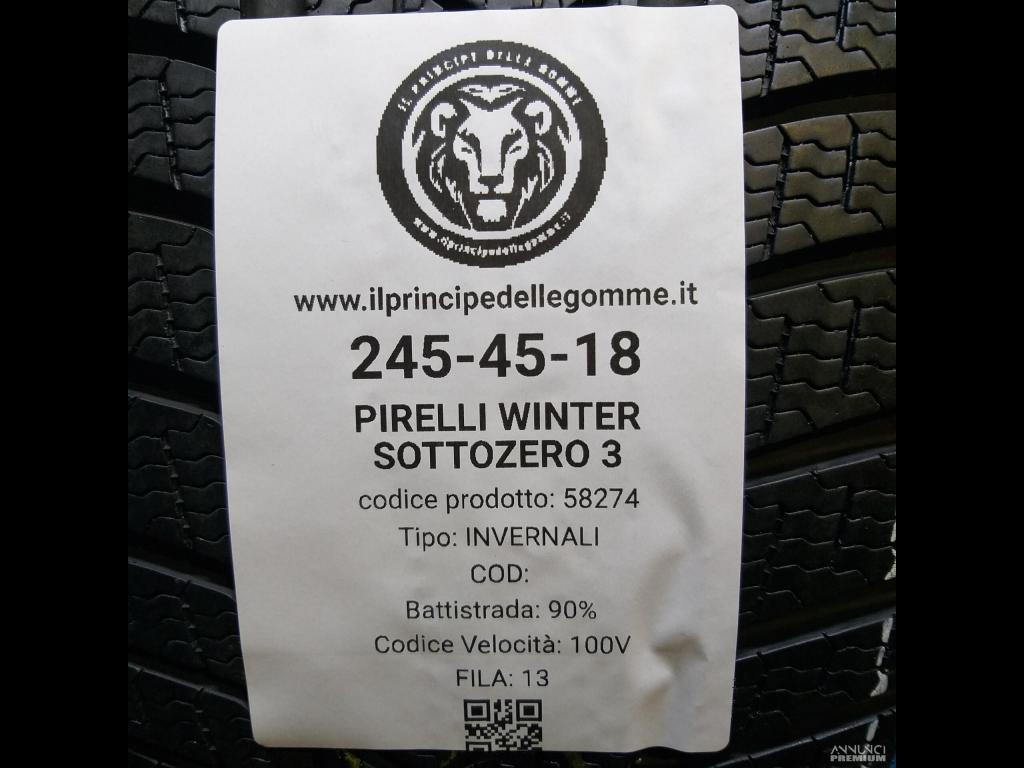 IL PRINCIPE DELLE GOMME
www.ilprincipedellegomme.it
www.ilprincipedellegomme.it
245-45-18
PIRELLI WINTER
SOTTOZERO 3
codice prodotto: 58274
Tipo: INVERNALI
COD:
Battistrada: 90%
Codice Velocità: 100V
FILA: 13
ANNUNCI
PREMIUM